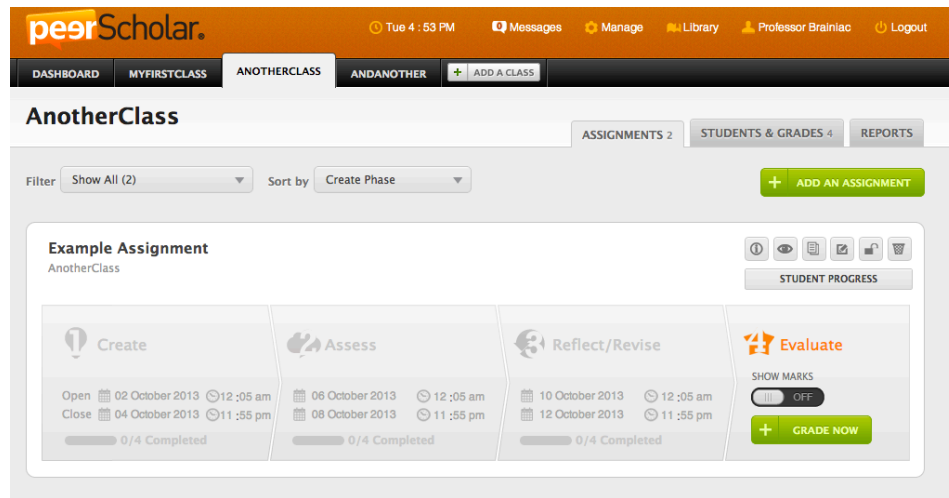 peerScholar.
Tue 4 : 53 PM 0 Messages Manage Library Professor Brainiac Logout
DASHBOARD MYFIRSTCLASS ANOTHERCLASS ANDANOTHER + ADD A CLASS
AnotherClass
ASSIGNMENTS 2 STUDENTS & GRADES 4 REPORTS
Filter Show All (2) Sort by Create Phase + ADD AN ASSIGNMENT
Example Assignment
AnotherClass
STUDENT PROGRESS
1 Create 2 Assess 3 Reflect/Revise 4 Evaluate
SHOW MARKS
Open 02 October 2013 12 :05 am 06 October 2013 12 :05 am 10 October 2013 12 :05 am OFF
Close 04 October 2013 11 :55 pm 08 October 2013 11 :55 pm 12 October 2013 11 :55 pm
+ GRADE NOW
0/4 Completed 0/4 Completed 0/4 Completed